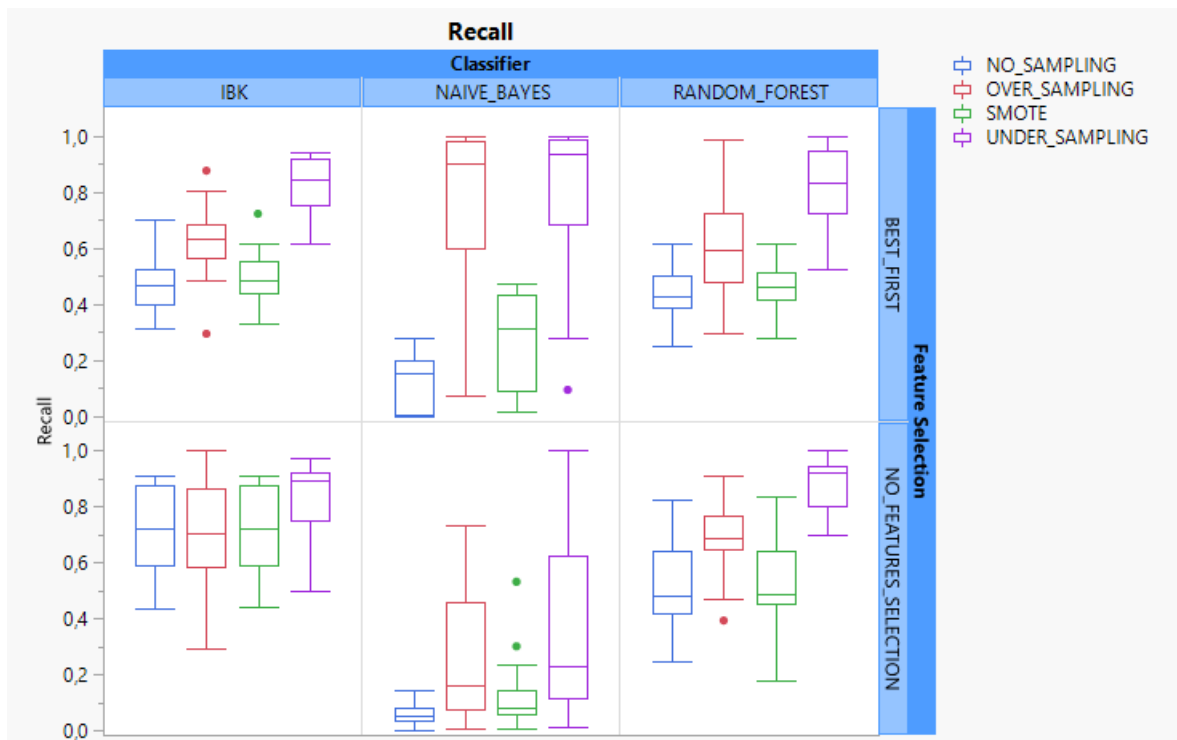 Recall
Classifier
IBK NAIVE_BAYES RANDOM_FOREST
NO_SAMPLING
OVER_SAMPLING
SMOTE
UNDER_SAMPLING
1,0
0,8
0,6
0,4
0,2
0,0
BEST_FIRST
1,0
0,8
0,6
0,4
0,2
0,0
NO_FEATURES_SELECTION
Recall
Feature Selection